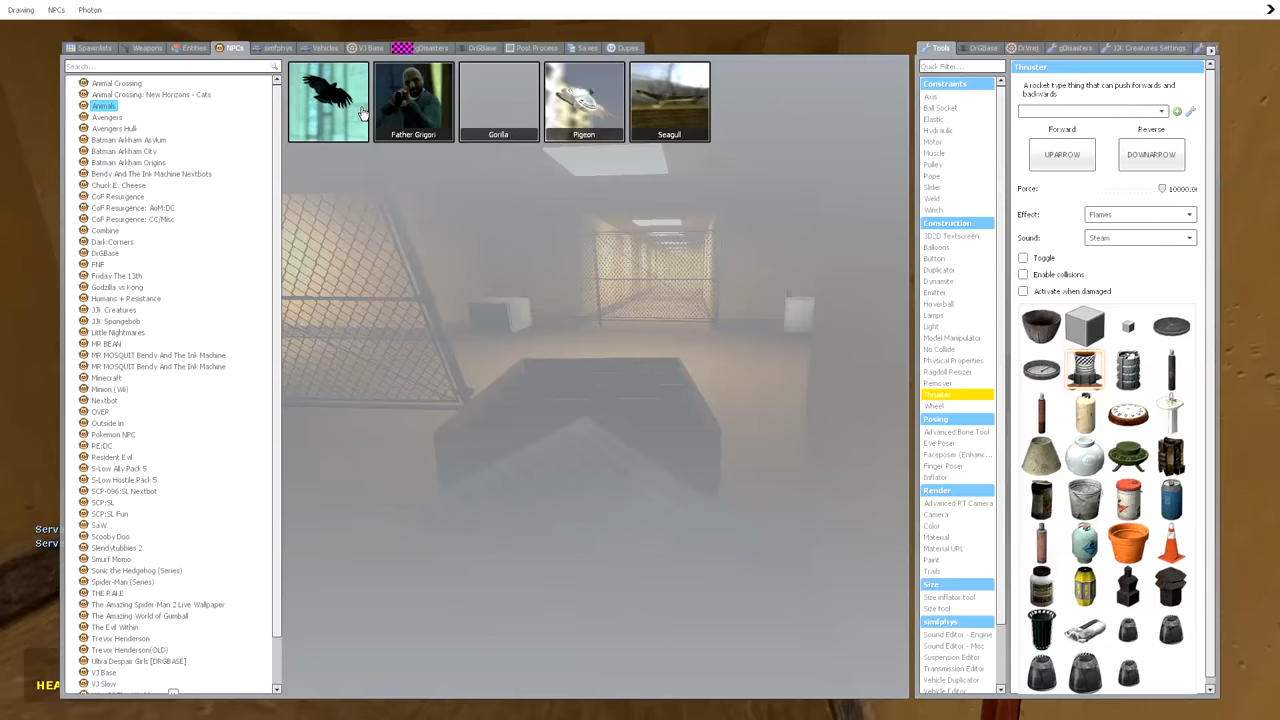 Drawing NPCs Photon
Spawnlists Weapons Entities NPCs simfphys Vehicles VJ Base gDisasters DrGBase Post Process Saves Dupes
Search...
Animal Crossing
Animal Crossing: New Horizons - Cats
Animals
Avengers
Avengers Hulk
Batman Arkham Asylum
Batman Arkham City
Batman Arkham Origins
Bendy And The Ink Machine Nextbots
Chuck E. Cheese
CoF Resurgence
CoF Resurgence: AoM:DC
CoF Resurgence: CC/Misc
Combine
Dark Corners
DrGBase
FNF
Friday The 13th
Godzilla vs Kong
Humans + Resistance
JJk Creatures
JJk Spongebob
Little Nightmares
MR BEAN
MR MOSQUIT Bendy And The Ink Machine
MR MOSQUIT Bendy And The Ink Machine
Minecraft
Minion (Wii)
Nextbot
OVER
Outside in
Pokemon NPC
RE:DC
Resident Evil
S-Low Ally Pack 5
S-Low Hostile Pack 5
SCP-096:SL Nextbot
SCP:SL
SCP:SL Fun
SaW
Scooby Doo
Slendytubbies 2
Smurf Momo
Sonic the Hedgehog (Series)
Spider-Man (Series)
THE RAKE
The Amazing Spider-Man 2 Live Wallpaper
The Amazing World of Gumball
The Evil Within
Trevor Henderson
Trevor Henderson(OLD)
Ultra Despair Girls [DRGBASE]
VJ Base
VJ Slow
Father Grigori
Gorilla
Pigeon
Seagull
Serv
Serv
HEA
Tools DrGBase DrVrej gDisasters JJK Creatures Settings
Quick Filter...
Constraints
Axis
Ball Socket
Elastic
Hydraulic
Motor
Muscle
Pulley
Rope
Slider
Weld
Winch
Construction
3D2D Textscreen
Balloons
Button
Duplicator
Dynamite
Emitter
Hoverball
Lamps
Light
Model Manipulator
No Collide
Physical Properties
Ragdoll Resizer
Remover
Thruster
Wheel
Posing
Advanced Bone Tool
Eye Poser
Faceposer (Enhanc...
Finger Poser
Inflator
Render
Advanced RT Camera
Camera
Color
Material
Material URL
Paint
Trails
Size
Size inflator tool
Size tool
simfphys
Sound Editor - Engine
Sound Editor - Misc
Suspension Editor
Transmission Editor
Vehicle Duplicator
Vehicle Editor
Thruster
A rocket type thing that can push forwards and
backwards
Forward Reverse
UPARROW DOWNARROW
Force: 10000.0
Effect: Flames
Sound: Steam
Toggle
Enable collisions
Activate when damaged